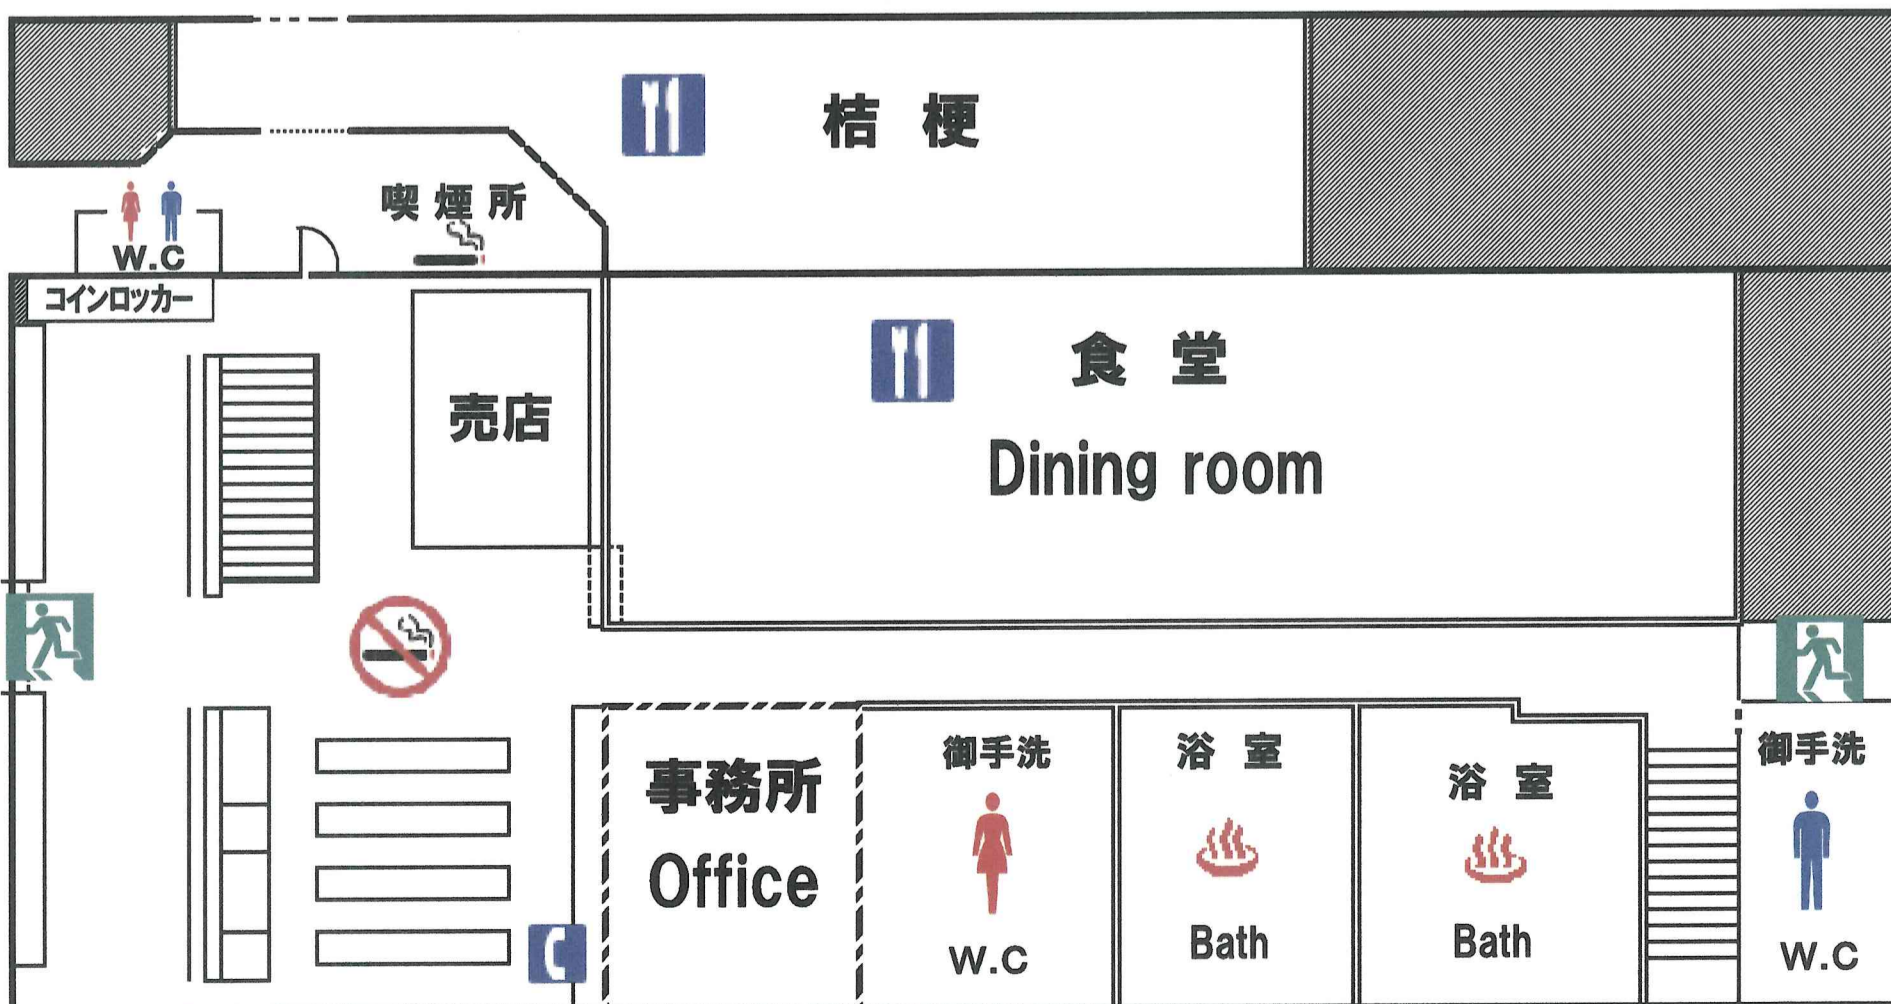 桔梗
喫煙所
W.C
コインロッカー
売店
食堂
Dining room
事務所
Office
御手洗
W.C
浴室
Bath
浴室
Bath
御手洗
W.C